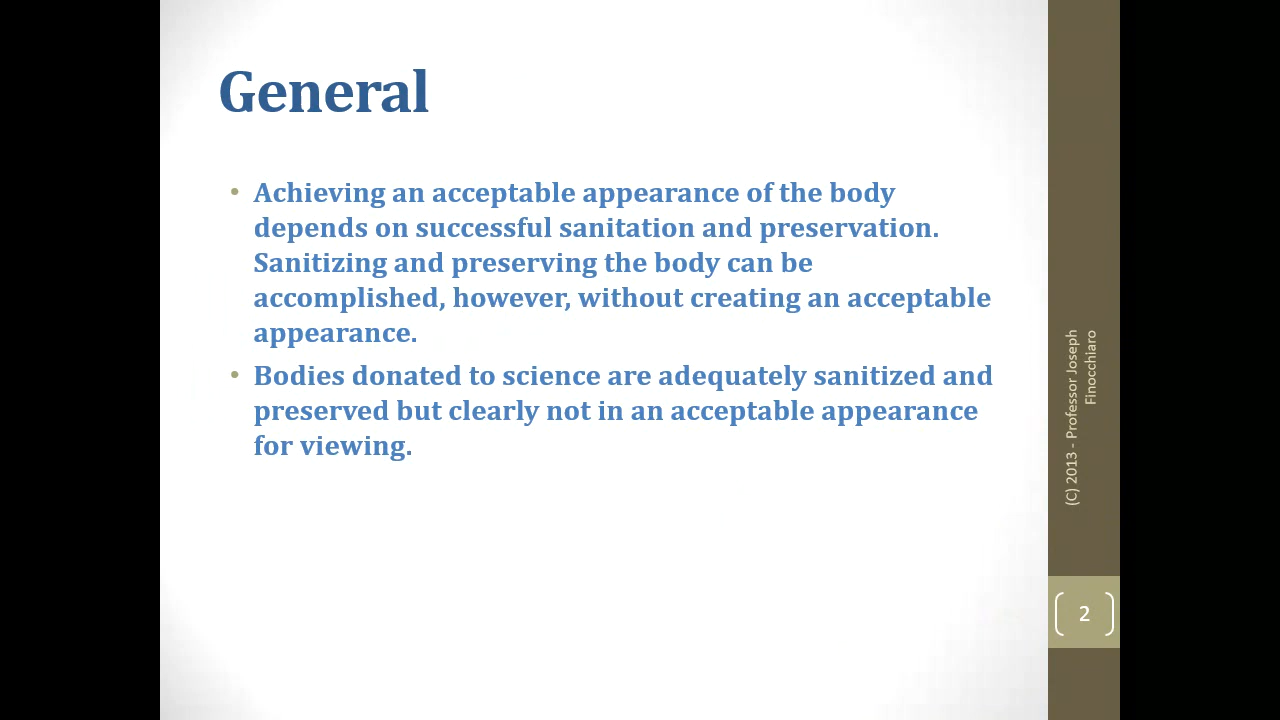 General
• Achieving an acceptable appearance of the body
depends on successful sanitation and preservation.
Sanitizing and preserving the body can be
accomplished, however, without creating an acceptable
appearance.
• Bodies donated to science are adequately sanitized and
preserved but clearly not in an acceptable appearance
for viewing.
(C) 2013 - Professor Joseph
Finocchiaro
2